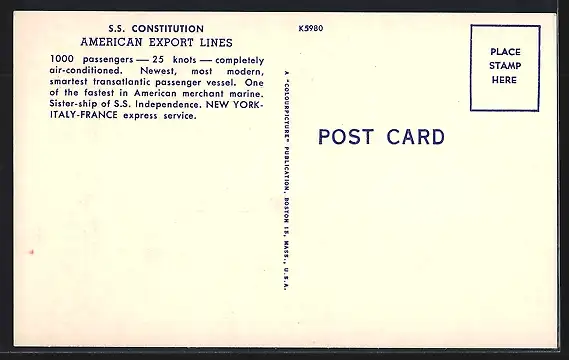 S.S. CONSTITUTION
AMERICAN EXPORT LINES
1000 passengers — 25 knots — completely
air-conditioned. Newest, most modern,
smartest transatlantic passenger vessel. One
of the fastest in American merchant marine.
Sister-ship of S.S. Independence. NEW YORK-
ITALY-FRANCE express service.
K5980
A "COLOURPICTURE" PUBLICATION, BOSTON 15, MASS., U.S.A.
POST CARD
PLACE
STAMP
HERE